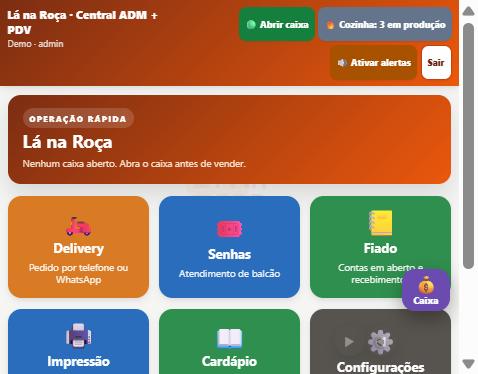 Lá na Roça - Central ADM +
PDV
Demo · admin
Abrir caixa
Cozinha: 3 em produção
Ativar alertas
Sair
OPERAÇÃO RÁPIDA
Lá na Roça
Nenhum caixa aberto. Abra o caixa antes de vender.
Delivery
Pedido por telefone ou
WhatsApp
Senhas
Atendimento de balcão
Fiado
Contas em aberto e
recebimento
Caixa
Impressão
Cardápio
Configurações